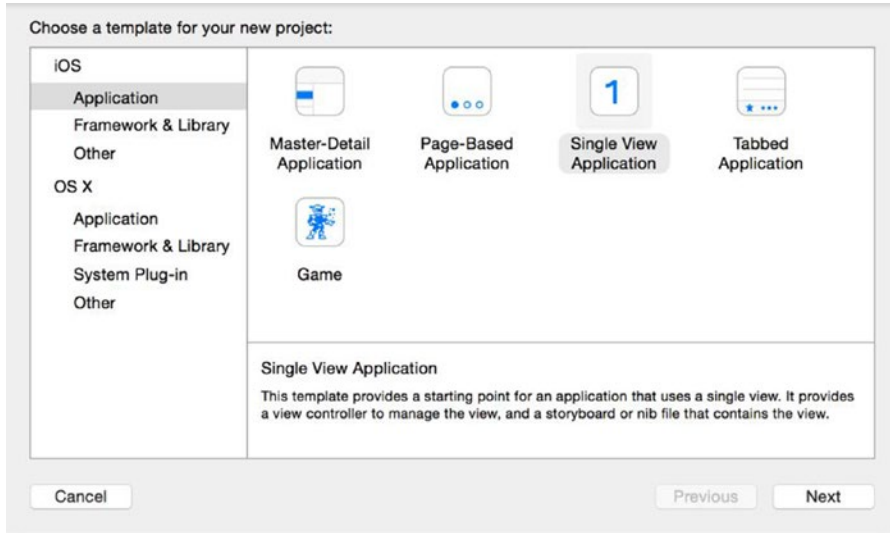 Choose a template for your new project:
iOS
Application
Framework & Library
Other
OS X
Application
Framework & Library
System Plug-in
Other
Master-Detail
Application
Page-Based
Application
1
Single View
Application
Tabbed
Application
Game
Single View Application
This template provides a starting point for an application that uses a single view. It provides
a view controller to manage the view, and a storyboard or nib file that contains the view.
Cancel
Previous
Next